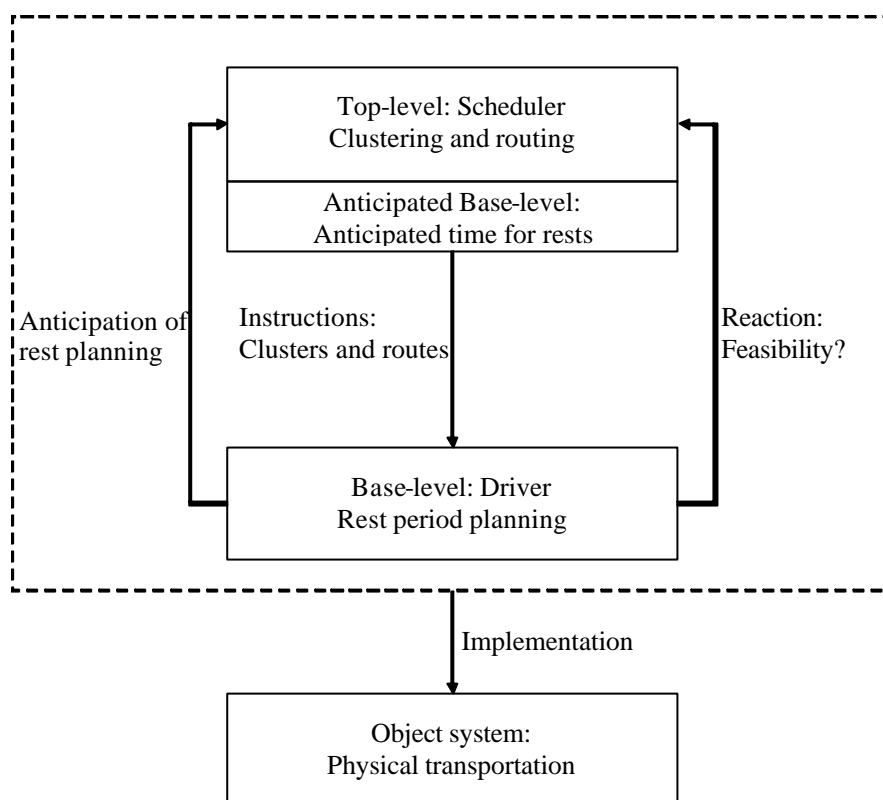 Top-level: Scheduler
Clustering and routing
Anticipated Base-level:
Anticipated time for rests
Anticipation of
rest planning
Instructions:
Clusters and routes
Reaction:
Feasibility?
Base-level: Driver
Rest period planning
Implementation
Object system:
Physical transportation